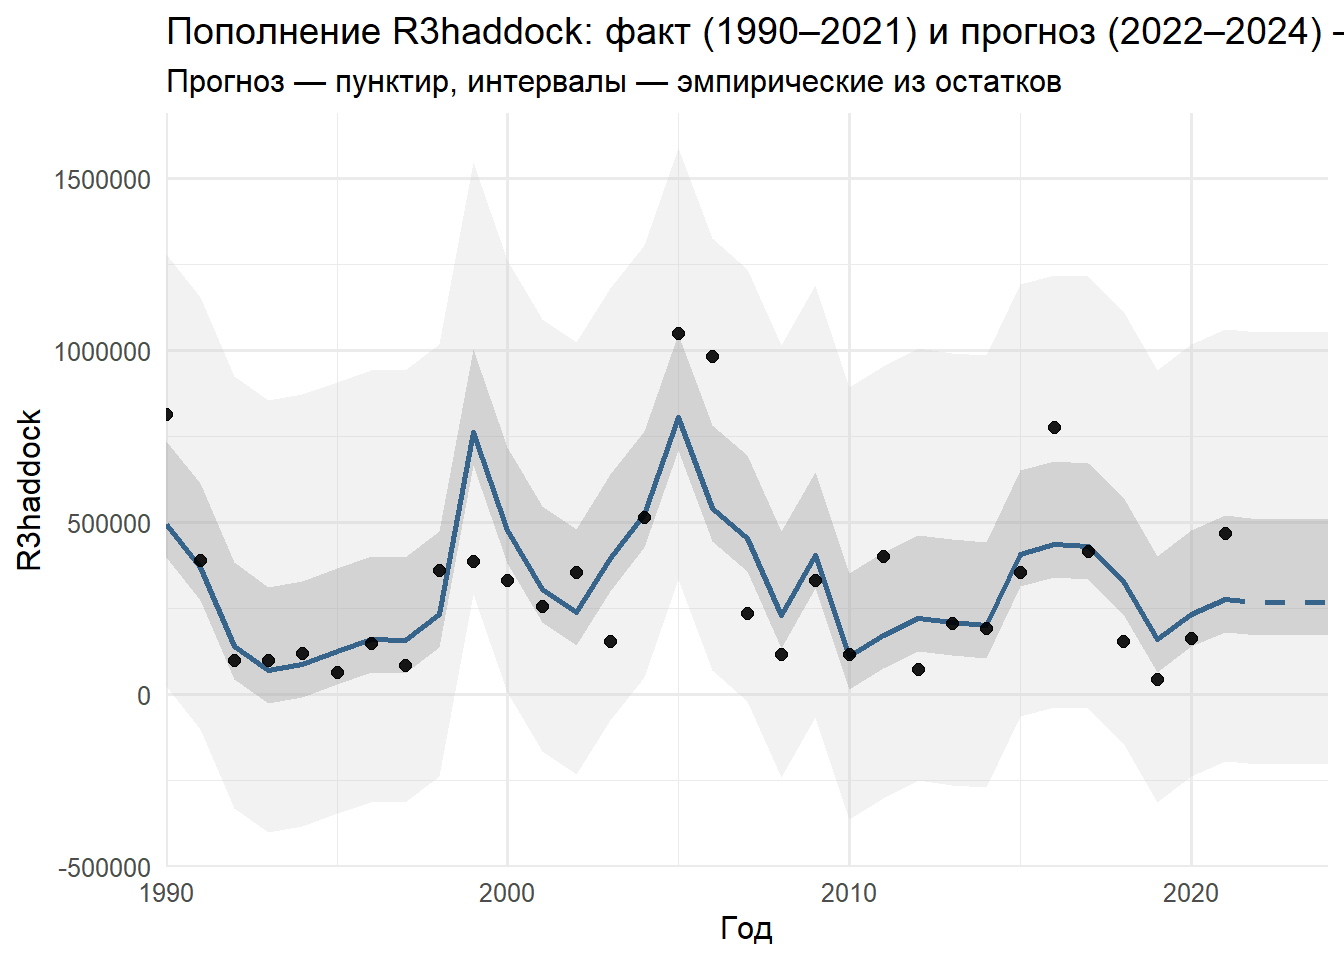 Пополнение R3haddock: факт (1990–2021) и прогноз (2022–2024) –
Прогноз — пунктир, интервалы — эмпирические из остатков
1500000
1000000
500000
0
-500000
R3haddock
1990
2000
2010
2020
Год